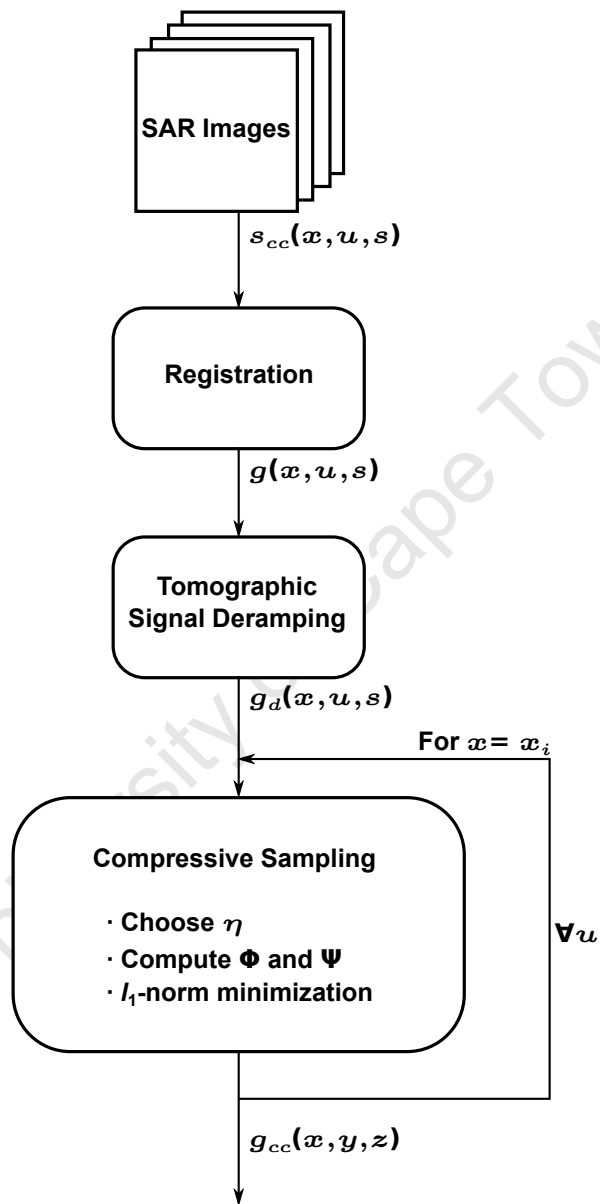 SAR Images
s_cc(x,u,s)
Registration
g(x,u,s)
Tomographic
Signal Deramping
g_d(x,u,s)
For x= x_i
Compressive Sampling
· Choose η
· Compute Φ and Ψ
· l₁-norm minimization
∀u
g_cc(x,y,z)